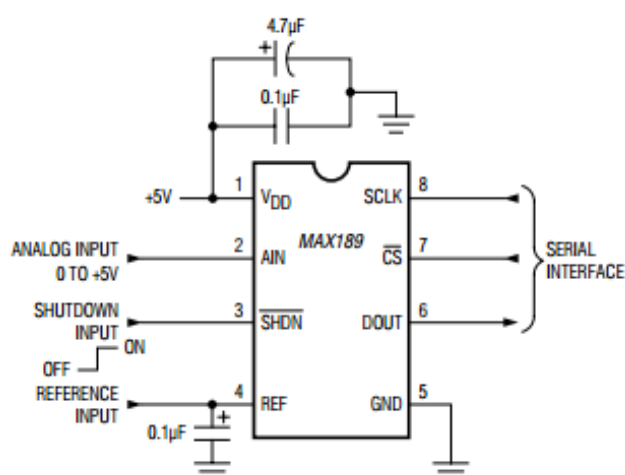 4.7µF
+
0.1µF
+5V
1
VDD
SCLK
8
MAX189
ANALOG INPUT
0 TO +5V
2
AIN
CS
7
SERIAL
INTERFACE
SHUTDOWN
INPUT
3
SHDN
DOUT
6
OFF
ON
REFERENCE
INPUT
4
REF
GND
5
0.1µF
+